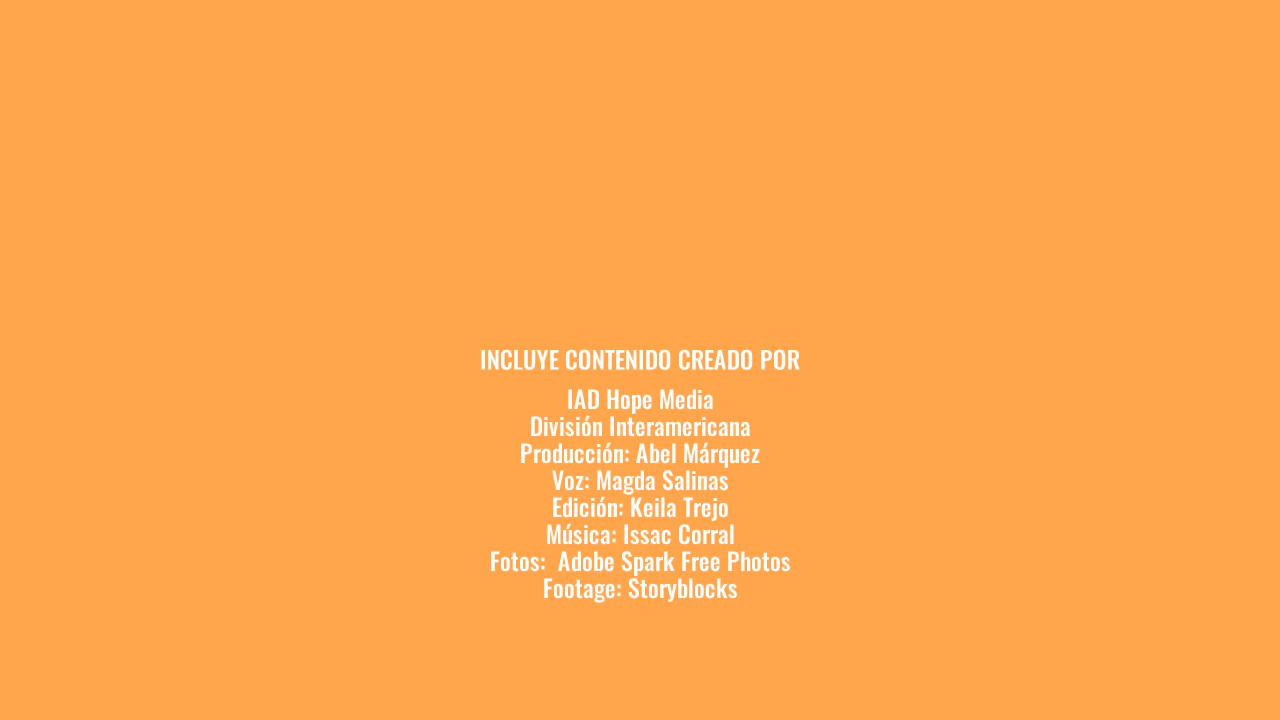 INCLUYE CONTENIDO CREADO POR
IAD Hope Media
División Interamericana
Producción: Abel Márquez
Voz: Magda Salinas
Edición: Keila Trejo
Música: Issac Corral
Fotos:  Adobe Spark Free Photos
Footage: Storyblocks